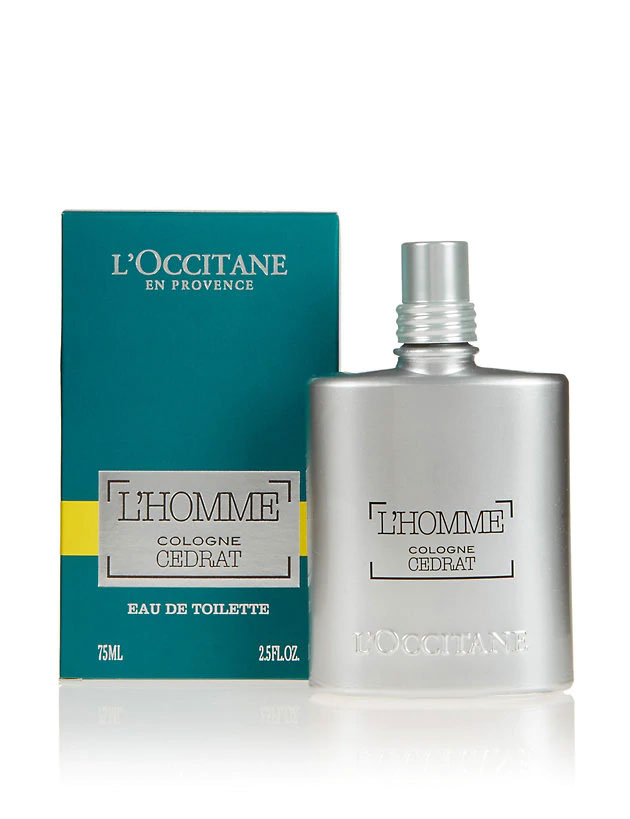 L'OCCITANE
EN PROVENCE
L'HOMME
COLOGNE
CEDRAT
EAU DE TOILETTE
75ML 2.5FL.OZ.
L'HOMME
COLOGNE
CEDRAT
L'OCCITANE